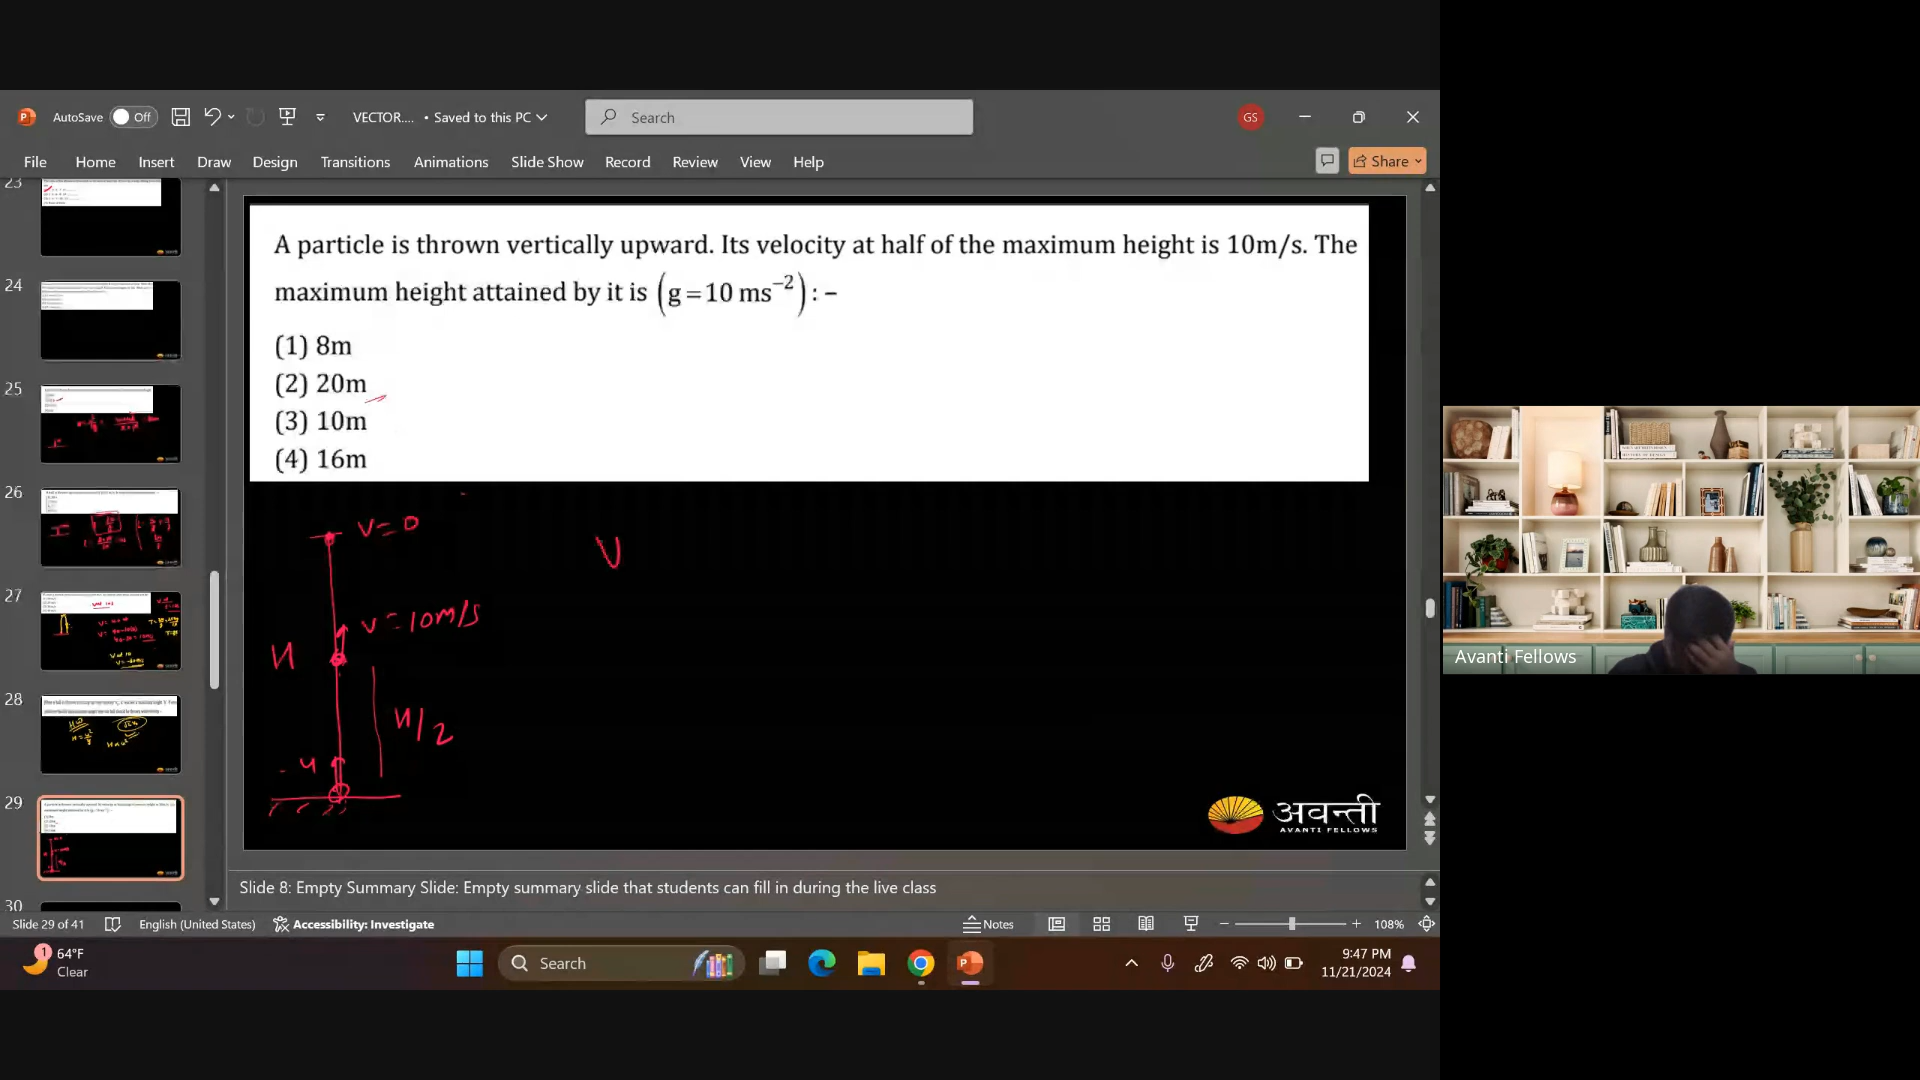 AutoSave Off VECTOR.... • Saved to this PC Search GS
File Home Insert Draw Design Transitions Animations Slide Show Record Review View Help Share
23
24
25
26
27
28
29
30
A particle is thrown vertically upward. Its velocity at half of the maximum height is 10m/s. The
maximum height attained by it is (g=10 ms⁻²) : –
(1) 8m
(2) 20m
(3) 10m
(4) 16m
V = 0
V
V = 10m/s
H
H/2
u
अवन्ती
AVANTI FELLOWS
Avanti Fellows
Slide 8: Empty Summary Slide: Empty summary slide that students can fill in during the live class
Slide 29 of 41 English (United States) Accessibility: Investigate Notes 108%
1 64°F
Clear
Search
9:47 PM
11/21/2024